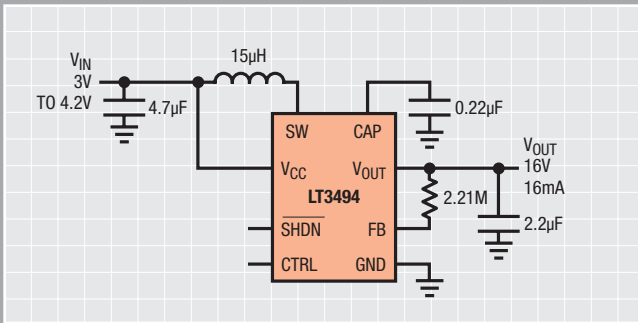 VIN
3V
TO 4.2V
4.7µF
15µH
0.22µF
SW
CAP
VCC
VOUT
LT3494
SHDN
FB
CTRL
GND
2.21M
VOUT
16V
16mA
2.2µF